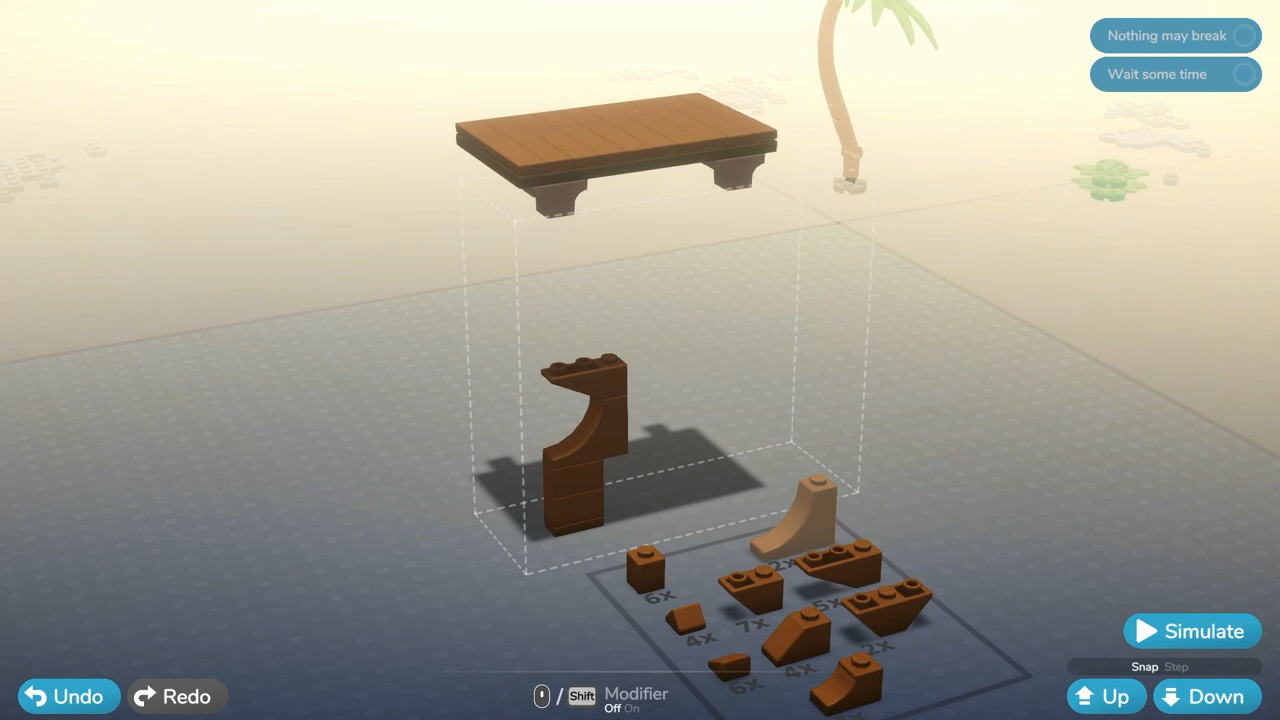 Nothing may break
Wait some time
2x
6x
5x
7x
4x
2x
4x
6x
Simulate
Snap Step
Undo
Redo
/ Shift Modifier
Off On
Up
Down